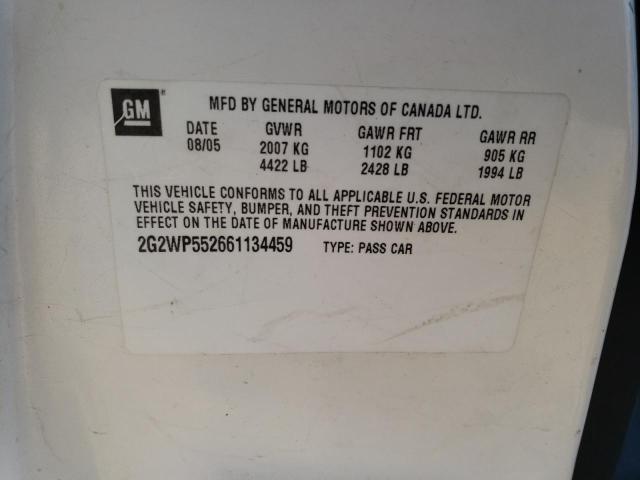 GM
MFD BY GENERAL MOTORS OF CANADA LTD.
DATE GVWR GAWR FRT GAWR RR
08/05 2007 KG 1102 KG 905 KG
4422 LB 2428 LB 1994 LB
THIS VEHICLE CONFORMS TO ALL APPLICABLE U.S. FEDERAL MOTOR
VEHICLE SAFETY, BUMPER, AND THEFT PREVENTION STANDARDS IN
EFFECT ON THE DATE OF MANUFACTURE SHOWN ABOVE.
2G2WP552661134459 TYPE: PASS CAR